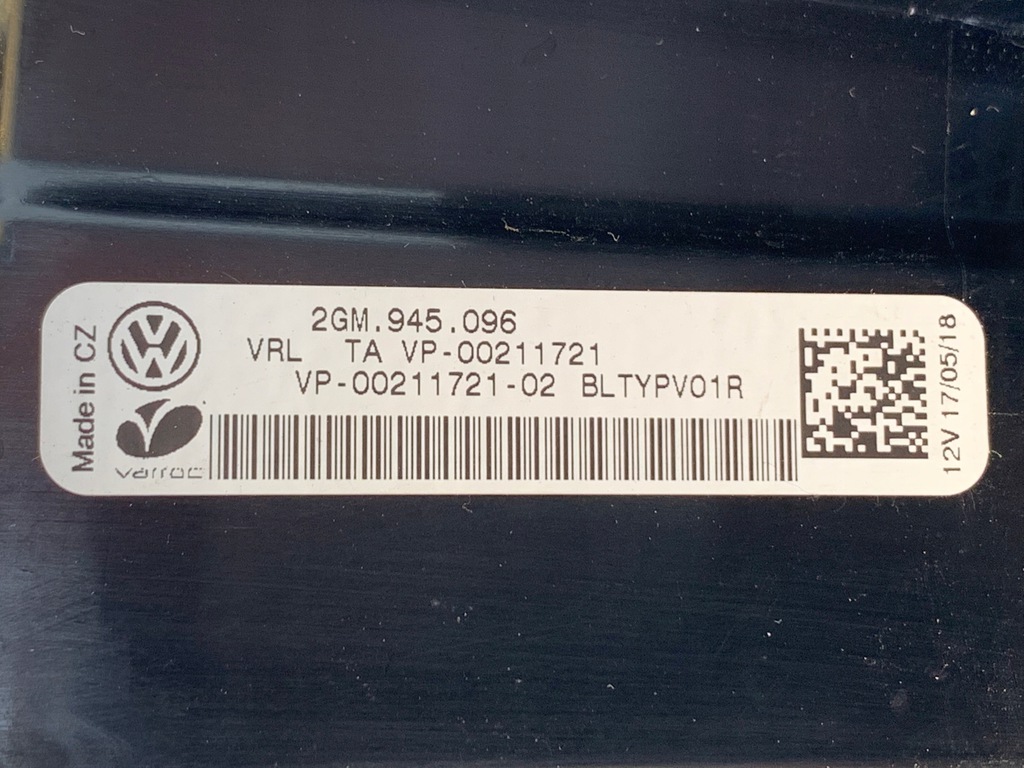 Made in CZ
2GM.945.096
VRL TA VP-00211721
VP-00211721-02 BLTYPV01R
varroc
12V 17/05/18